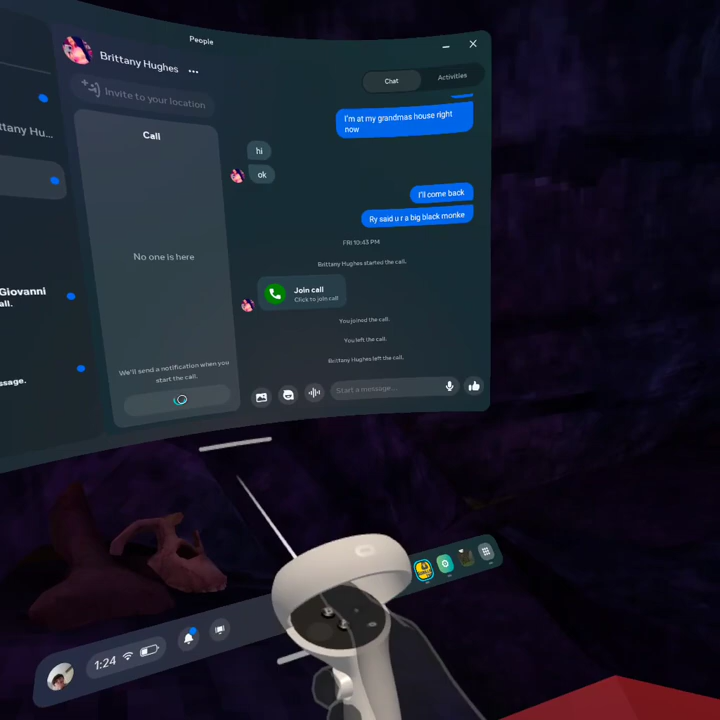 People
Brittany Hughes
...
Invite to your location
Chat
Activities
Call
I'm at my grandmas house right
now
hi
ttany Hu...
ok
I'll come back
Ry said u r a big black monke
FRI 10:43 PM
No one is here
Brittany Hughes started the call.
Giovanni
all.
Join call
Click to join call
You joined the call.
You left the call.
Brittany Hughes left the call.
ssage.
We'll send a notification when you
start the call.
Start a message...
1:24